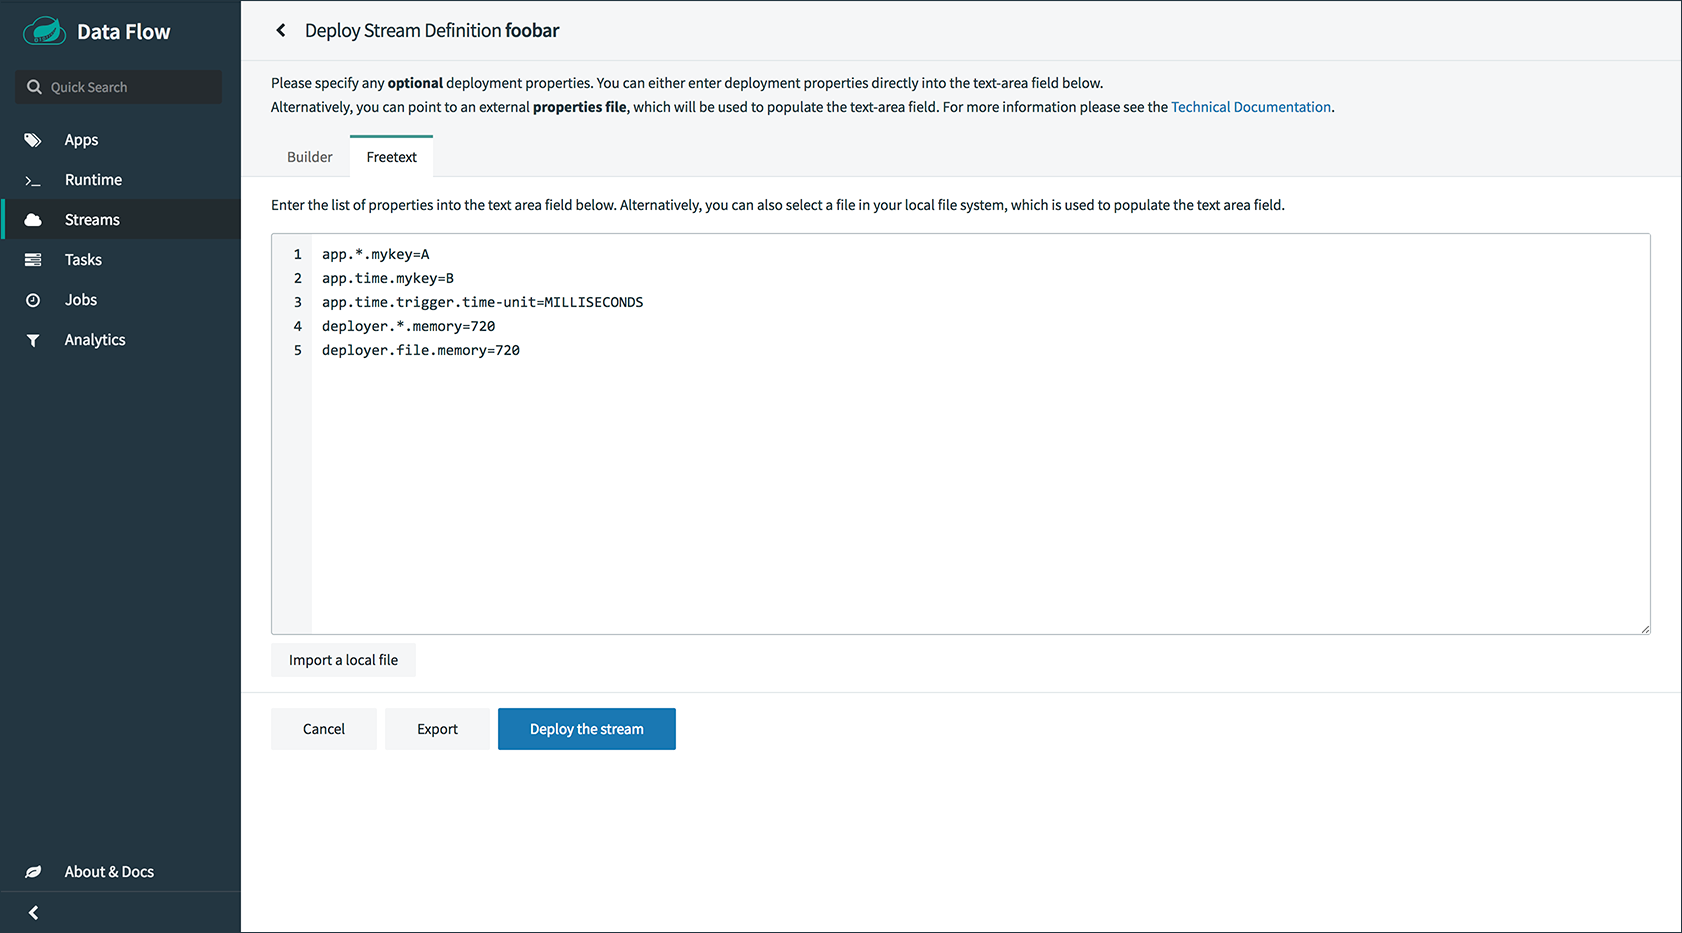 Data Flow
Quick Search
Apps
Runtime
Streams
Tasks
Jobs
Analytics
About & Docs
Deploy Stream Definition foobar
Please specify any optional deployment properties. You can either enter deployment properties directly into the text-area field below.
Alternatively, you can point to an external properties file, which will be used to populate the text-area field. For more information please see the Technical Documentation.
Builder Freetext
Enter the list of properties into the text area field below. Alternatively, you can also select a file in your local file system, which is used to populate the text area field.
1 app.*.mykey=A
2 app.time.mykey=B
3 app.time.trigger.time-unit=MILLISECONDS
4 deployer.*.memory=720
5 deployer.file.memory=720
Import a local file
Cancel Export Deploy the stream